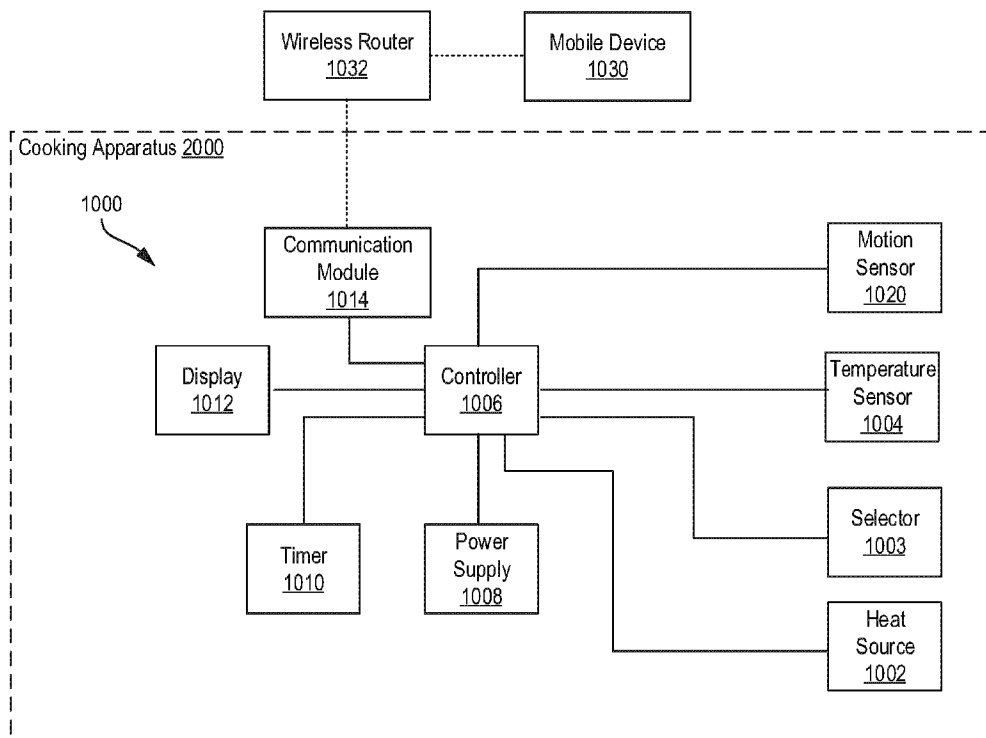 Wireless Router
1032
Mobile Device
1030
Cooking Apparatus 2000
1000
Communication
Module
1014
Motion
Sensor
1020
Display
1012
Controller
1006
Temperature
Sensor
1004
Timer
1010
Power
Supply
1008
Selector
1003
Heat
Source
1002